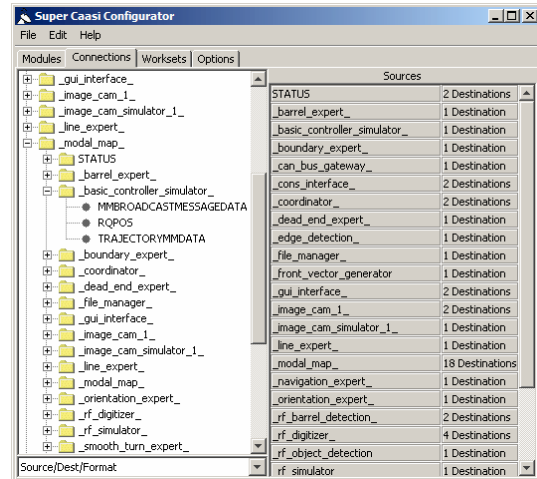 Super Caasi Configurator
File Edit Help
Modules Connections Worksets Options
_gui_interface_
_image_cam_1_
_image_cam_simulator_1_
_line_expert_
_modal_map_
STATUS
_barrel_expert_
_basic_controller_simulator_
MMBROADCASTMESSAGEDATA
RQPOS
TRAJECTORYMMDATA
_boundary_expert_
_coordinator_
_dead_end_expert_
_file_manager_
_gui_interface_
_image_cam_1_
_image_cam_simulator_1_
_line_expert_
_modal_map_
_orientation_expert_
_rf_digitizer_
_rf_simulator_
_smooth_turn_expert_
Source/Dest/Format
Sources
STATUS 2 Destinations
_barrel_expert_ 1 Destination
_basic_controller_simulator_ 1 Destination
_boundary_expert_ 1 Destination
_can_bus_gateway_ 1 Destination
_cons_interface_ 2 Destinations
_coordinator_ 2 Destinations
_dead_end_expert_ 1 Destination
_edge_detection_ 1 Destination
_file_manager_ 1 Destination
_front_vector_generator 1 Destination
_gui_interface_ 2 Destinations
_image_cam_1_ 2 Destinations
_image_cam_simulator_1_ 1 Destination
_line_expert_ 1 Destination
_modal_map_ 18 Destinations
_navigation_expert_ 1 Destination
_orientation_expert_ 1 Destination
_rf_barrel_detection_ 2 Destinations
_rf_digitizer_ 4 Destinations
_rf_object_detection 1 Destination
_rf_simulator 1 Destination